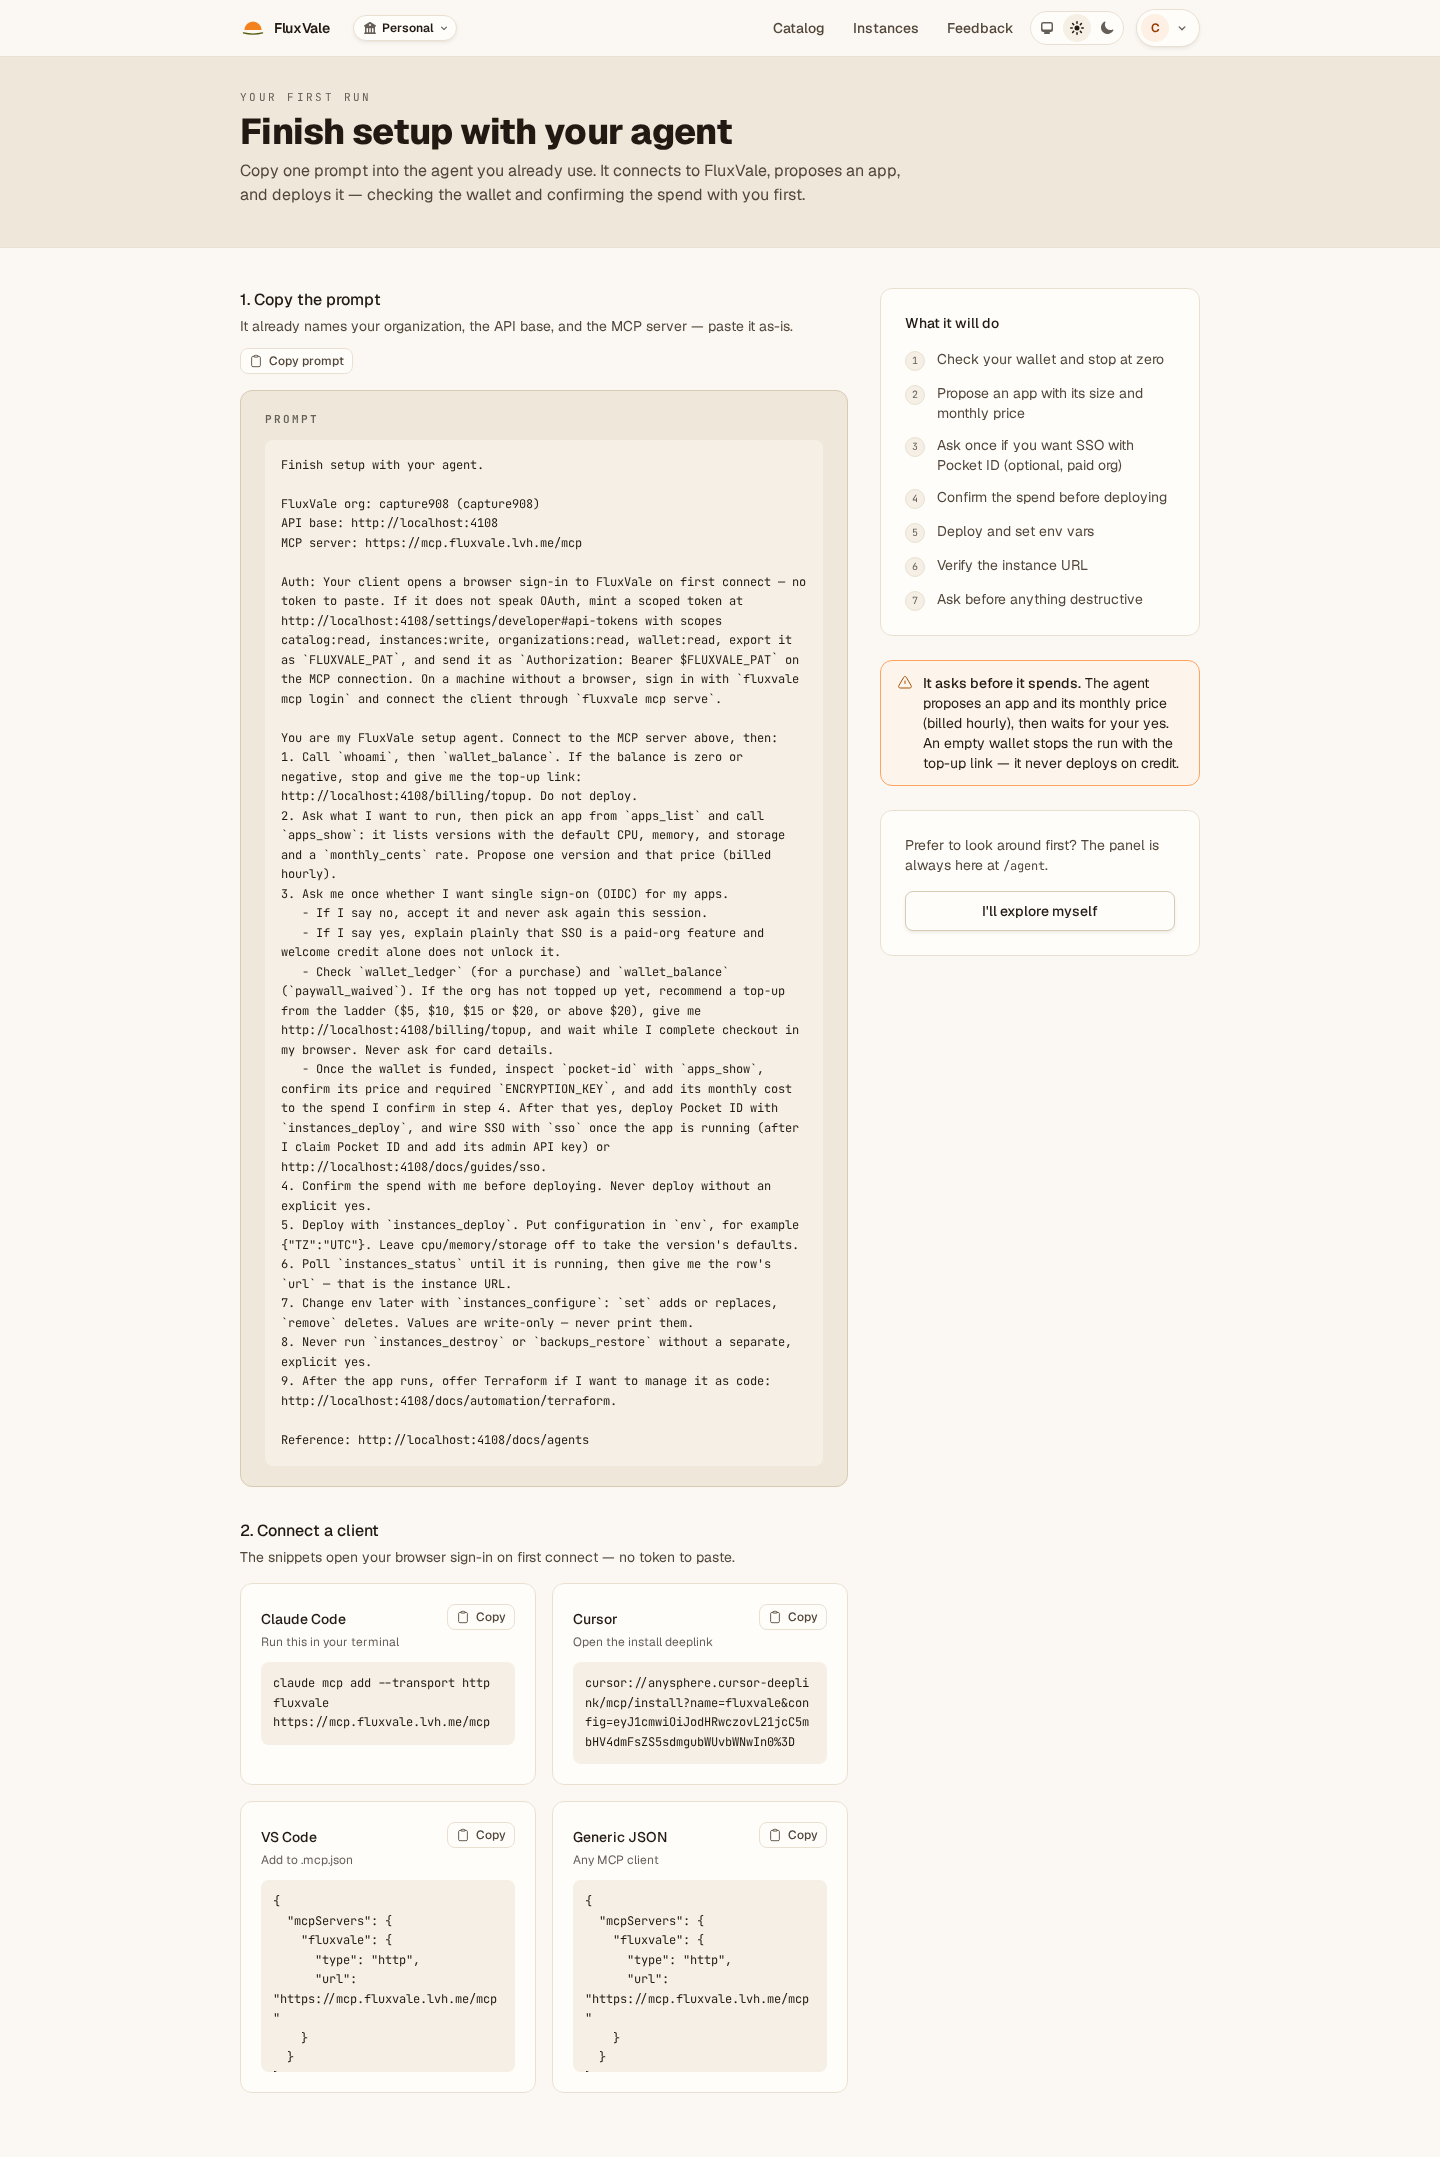 FluxVale
Personal
Catalog
Instances
Feedback
C
YOUR FIRST RUN
Finish setup with your agent
Copy one prompt into the agent you already use. It connects to FluxVale, proposes an app,
and deploys it — checking the wallet and confirming the spend with you first.
1. Copy the prompt
It already names your organization, the API base, and the MCP server — paste it as-is.
Copy prompt
PROMPT
Finish setup with your agent.
FluxVale org: capture908 (capture908)
API base: http://localhost:4108
MCP server: https://mcp.fluxvale.lvh.me/mcp
Auth: Your client opens a browser sign-in to FluxVale on first connect — no
token to paste. If it does not speak OAuth, mint a scoped token at
http://localhost:4108/settings/developer#api-tokens with scopes
catalog:read, instances:write, organizations:read, wallet:read, export it
as `FLUXVALE_PAT`, and send it as `Authorization: Bearer $FLUXVALE_PAT` on
the MCP connection. On a machine without a browser, sign in with `fluxvale
mcp login` and connect the client through `fluxvale mcp serve`.
You are my FluxVale setup agent. Connect to the MCP server above, then:
1. Call `whoami`, then `wallet_balance`. If the balance is zero or
negative, stop and give me the top-up link:
http://localhost:4108/billing/topup. Do not deploy.
2. Ask what I want to run, then pick an app from `apps_list` and call
`apps_show`: it lists versions with the default CPU, memory, and storage
and a `monthly_cents` rate. Propose one version and that price (billed
hourly).
3. Ask me once whether I want single sign-on (OIDC) for my apps.
- If I say no, accept it and never ask again this session.
- If I say yes, explain plainly that SSO is a paid-org feature and
welcome credit alone does not unlock it.
- Check `wallet_ledger` (for a purchase) and `wallet_balance`
(`paywall_waived`). If the org has not topped up yet, recommend a top-up
from the ladder ($5, $10, $15 or $20, or above $20), give me
http://localhost:4108/billing/topup, and wait while I complete checkout in
my browser. Never ask for card details.
- Once the wallet is funded, inspect `pocket-id` with `apps_show`,
confirm its price and required `ENCRYPTION_KEY`, and add its monthly cost
to the spend I confirm in step 4. After that yes, deploy Pocket ID with
`instances_deploy`, and wire SSO with `sso` once the app is running (after
I claim Pocket ID and add its admin API key) or
http://localhost:4108/docs/guides/sso.
4. Confirm the spend with me before deploying. Never deploy without an
explicit yes.
5. Deploy with `instances_deploy`. Put configuration in `env`, for example
{"TZ":"UTC"}. Leave cpu/memory/storage off to take the version's defaults.
6. Poll `instances_status` until it is running, then give me the row's
`url` — that is the instance URL.
7. Change env later with `instances_configure`: `set` adds or replaces,
`remove` deletes. Values are write-only — never print them.
8. Never run `instances_destroy` or `backups_restore` without a separate,
explicit yes.
9. After the app runs, offer Terraform if I want to manage it as code:
http://localhost:4108/docs/automation/terraform.
Reference: http://localhost:4108/docs/agents
What it will do
1 Check your wallet and stop at zero
2 Propose an app with its size and
monthly price
3 Ask once if you want SSO with
Pocket ID (optional, paid org)
4 Confirm the spend before deploying
5 Deploy and set env vars
6 Verify the instance URL
7 Ask before anything destructive
It asks before it spends. The agent
proposes an app and its monthly price
(billed hourly), then waits for your yes.
An empty wallet stops the run with the
top-up link — it never deploys on credit.
Prefer to look around first? The panel is
always here at /agent.
I'll explore myself
2. Connect a client
The snippets open your browser sign-in on first connect — no token to paste.
Claude Code
Copy
Run this in your terminal
claude mcp add --transport http
fluxvale
https://mcp.fluxvale.lvh.me/mcp
Cursor
Copy
Open the install deeplink
cursor://anysphere.cursor-deepli
nk/mcp/install?name=fluxvale&con
fig=eyJ1cmwiOiJodHRwczovL21jcC5m
bHV4dmFsZS5sdmgubWUvbWNwIn0%3D
VS Code
Copy
Add to .mcp.json
{
"mcpServers": {
"fluxvale": {
"type": "http",
"url":
"https://mcp.fluxvale.lvh.me/mcp
"
}
}
Generic JSON
Copy
Any MCP client
{
"mcpServers": {
"fluxvale": {
"type": "http",
"url":
"https://mcp.fluxvale.lvh.me/mcp
"
}
}